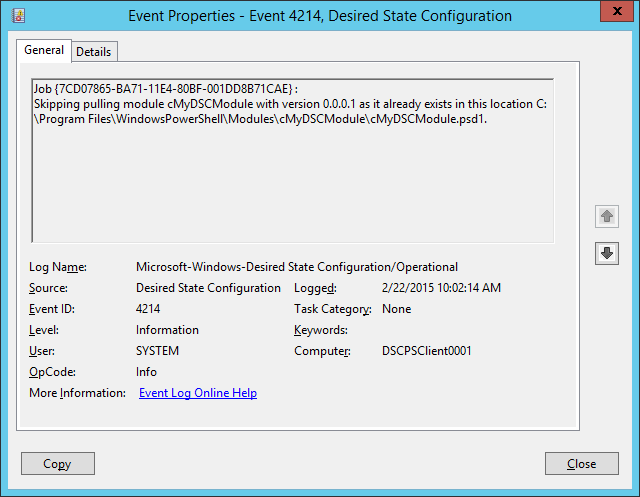 Event Properties - Event 4214, Desired State Configuration
x
General Details
Job {7CD07865-BA71-11E4-80BF-001DD8B71CAE} :
Skipping pulling module cMyDSCModule with version 0.0.0.1 as it already exists in this location C:
\Program Files\WindowsPowerShell\Modules\cMyDSCModule\cMyDSCModule.psd1.
Log Name: Microsoft-Windows-Desired State Configuration/Operational
Source: Desired State Configuration Logged: 2/22/2015 10:02:14 AM
Event ID: 4214 Task Category: None
Level: Information Keywords:
User: SYSTEM Computer: DSCPSClient0001
OpCode: Info
More Information: Event Log Online Help
Copy Close